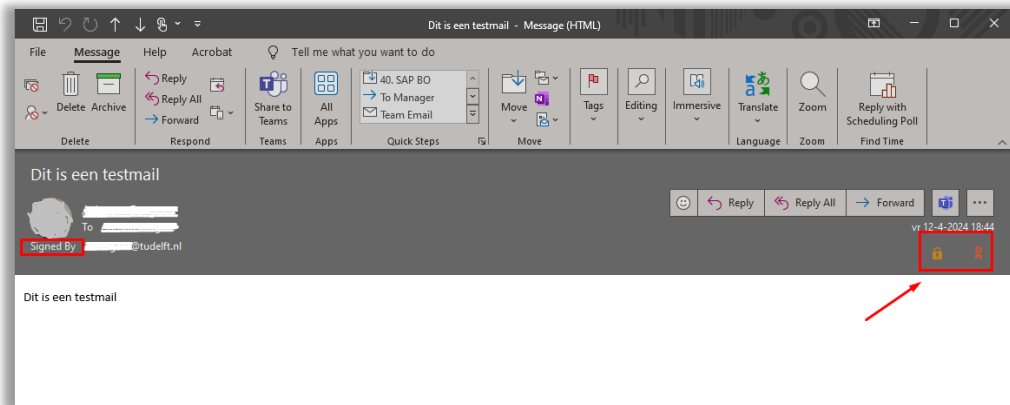 Dit is een testmail - Message (HTML)
File Message Help Acrobat Tell me what you want to do
Delete Archive
Reply
Reply All
Forward
Share to Teams
All Apps
40. SAP BO
To Manager
Team Email
Move
Tags
Editing
Immersive
Translate
Zoom
Reply with
Scheduling Poll
Delete Respond Teams Apps Quick Steps Move Language Zoom Find Time
Dit is een testmail
Reply Reply All Forward
To
vr 12-4-2024 18:44
Signed By @tudelft.nl
Dit is een testmail